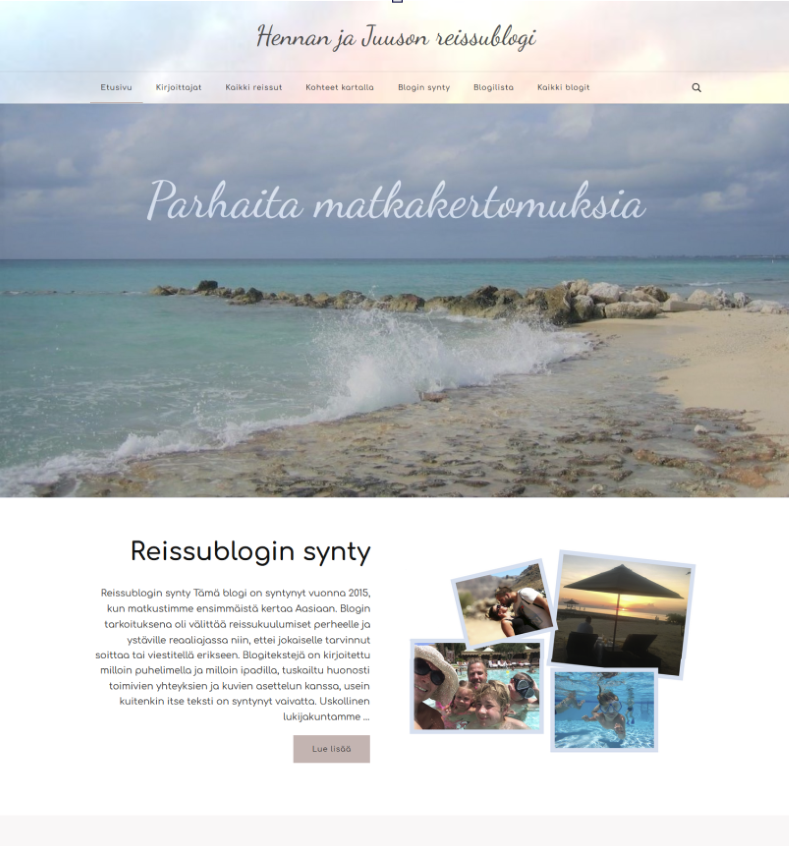 Hennan ja Juuson reissublogi
Etusivu Kirjoittajat Kaikki reissut Kohteet kartalla Blogin synty Blogilista Kaikki blogit
Parhaita matkakertomuksia
Reissublogin synty
Reissublogin synty Tämä blogi on syntynyt vuonna 2015,
kun matkustimme ensimmäistä kertaa Aasiaan. Blogin
tarkoituksena oli välittää reissukuulumiset perheelle ja
ystäville reaaliajassa niin, ettei jokaiselle tarvinnut
soittaa tai viestitellä erikseen. Blogitekstejä on kirjoitettu
milloin puhelimella ja milloin ipadilla, tuskailtu huonosti
toimivien yhteyksien ja kuvien asettelun kanssa, usein
kuitenkin itse teksti on syntynyt vaivatta. Uskollinen
lukijakuntamme ...
Lue lisää